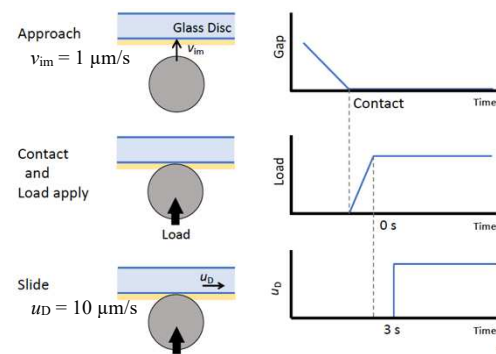 Approach
v_im = 1 µm/s
Glass Disc
v_im
Gap
Contact
Time
Contact
and
Load apply
Load
Load
0 s
Time
Slide
u_D = 10 µm/s
u_D
u_D
3 s
Time